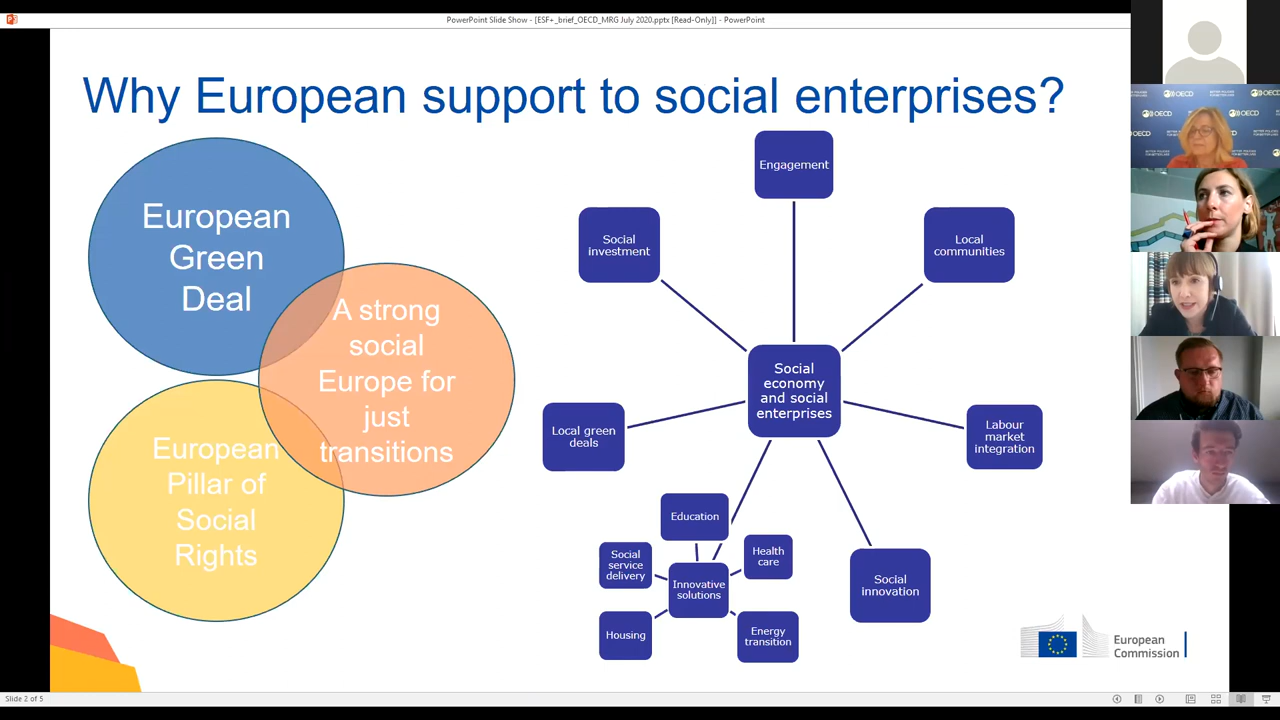 PowerPoint Slide Show - [ESF+_brief_OECD_MRG July 2020.pptx [Read-Only]] - PowerPoint
Why European support to social enterprises?
European
Green
Deal
A strong
social
Europe for
just
transitions
European
Pillar of
Social
Rights
Engagement
Social
investment
Local
communities
Social
economy
and social
enterprises
Local green
deals
Labour
market
integration
Education
Social
service
delivery
Health
care
Innovative
solutions
Housing
Energy
transition
Social
innovation
European
Commission
OECD
OECD
OECD
Slide 2 of 5